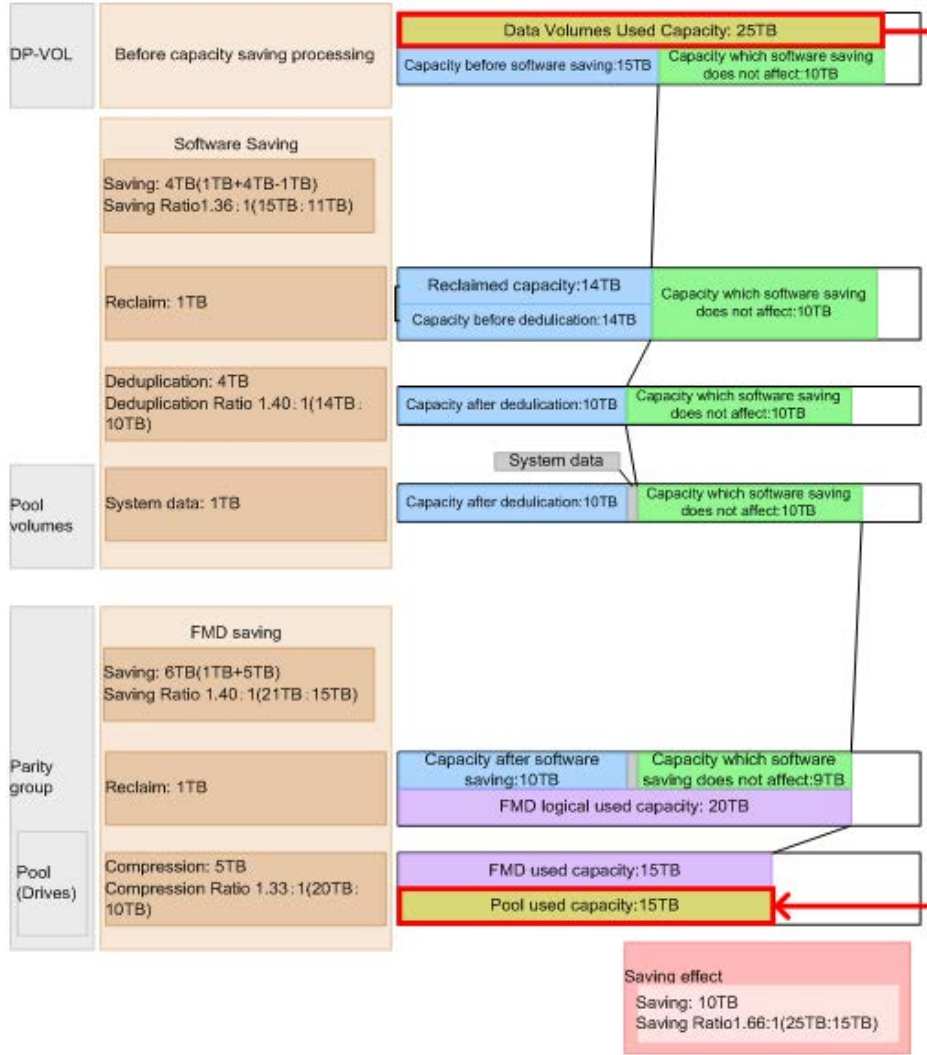 Data Volumes Used Capacity: 25TB
DP-VOL
Before capacity saving processing
Capacity before software saving:15TB
Capacity which software saving
does not affect:10TB
Software Saving
Saving: 4TB(1TB+4TB-1TB)
Saving Ratio1.36:1(15TB:11TB)
Reclaim: 1TB
Reclaimed capacity:14TB
Capacity before dedulication:14TB
Capacity which software saving
does not affect:10TB
Deduplication: 4TB
Deduplication Ratio 1.40:1(14TB:
10TB)
Capacity after dedulication:10TB
Capacity which software saving
does not affect:10TB
System data
Pool
volumes
System data: 1TB
Capacity after dedulication:10TB
Capacity which software saving
does not affect:10TB
FMD saving
Saving: 6TB(1TB+5TB)
Saving Ratio 1.40:1(21TB:15TB)
Parity
group
Reclaim: 1TB
Capacity after software
saving:10TB
Capacity which software
saving does not affect:9TB
FMD logical used capacity: 20TB
Pool
(Drives)
Compression: 5TB
Compression Ratio 1.33:1(20TB:
10TB)
FMD used capacity:15TB
Pool used capacity:15TB
Saving effect
Saving: 10TB
Saving Ratio1.66:1(25TB:15TB)